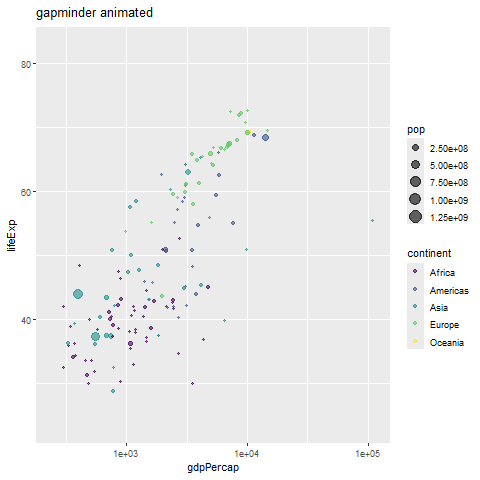 gapminder animated
80
60
40
lifeExp
1e+03
1e+04
1e+05
gdpPercap
pop
2.50e+08
5.00e+08
7.50e+08
1.00e+09
1.25e+09
continent
Africa
Americas
Asia
Europe
Oceania